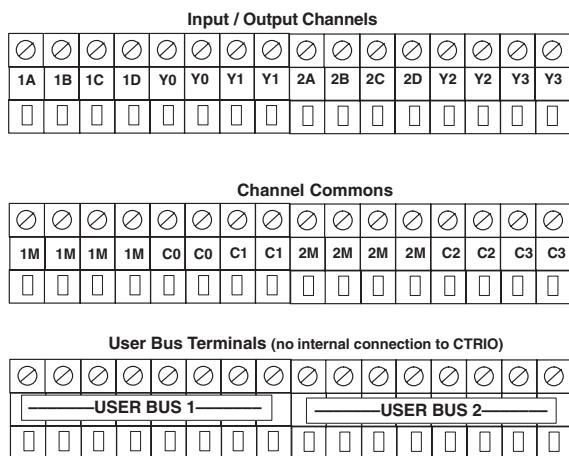 Input / Output Channels
1A 1B 1C 1D Y0 Y0 Y1 Y1 2A 2B 2C 2D Y2 Y2 Y3 Y3
Channel Commons
1M 1M 1M 1M C0 C0 C1 C1 2M 2M 2M 2M C2 C2 C3 C3
User Bus Terminals (no internal connection to CTRIO)
USER BUS 1 USER BUS 2